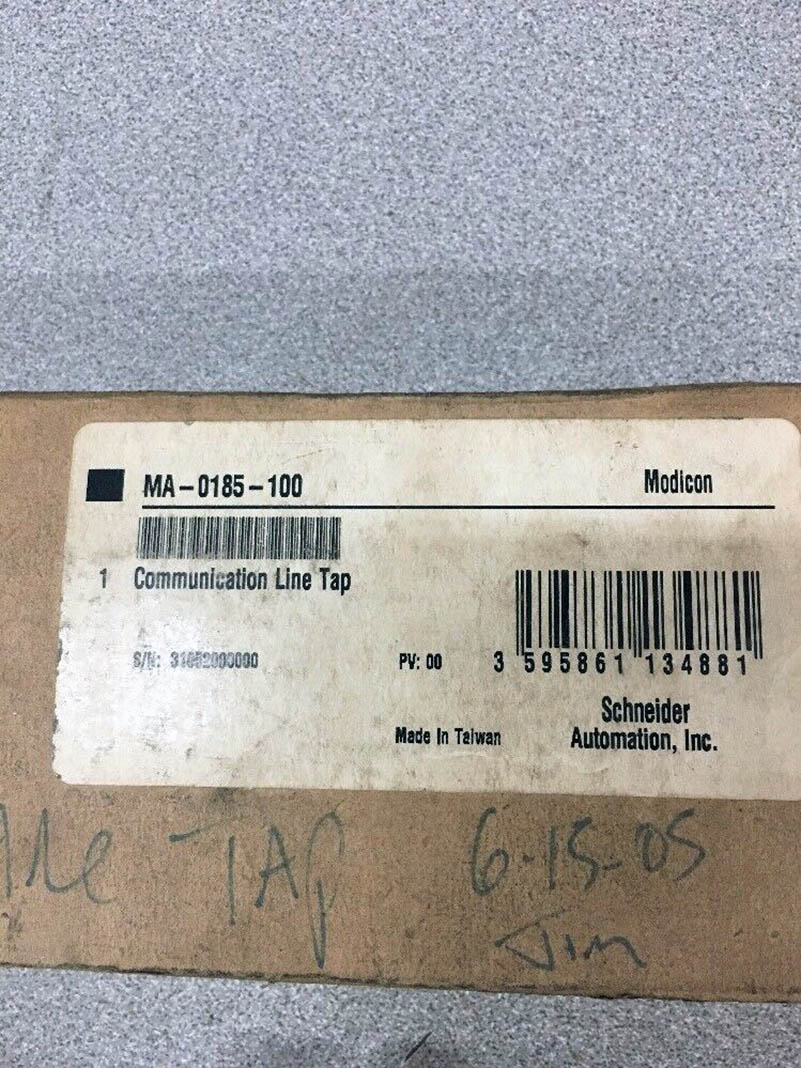 MA-0185-100 Modicon
1 Communication Line Tap
S/N: PV: 00 3 595861 134881
Made In Taiwan
Schneider
Automation, Inc.
TAP 6-15-05
Jim